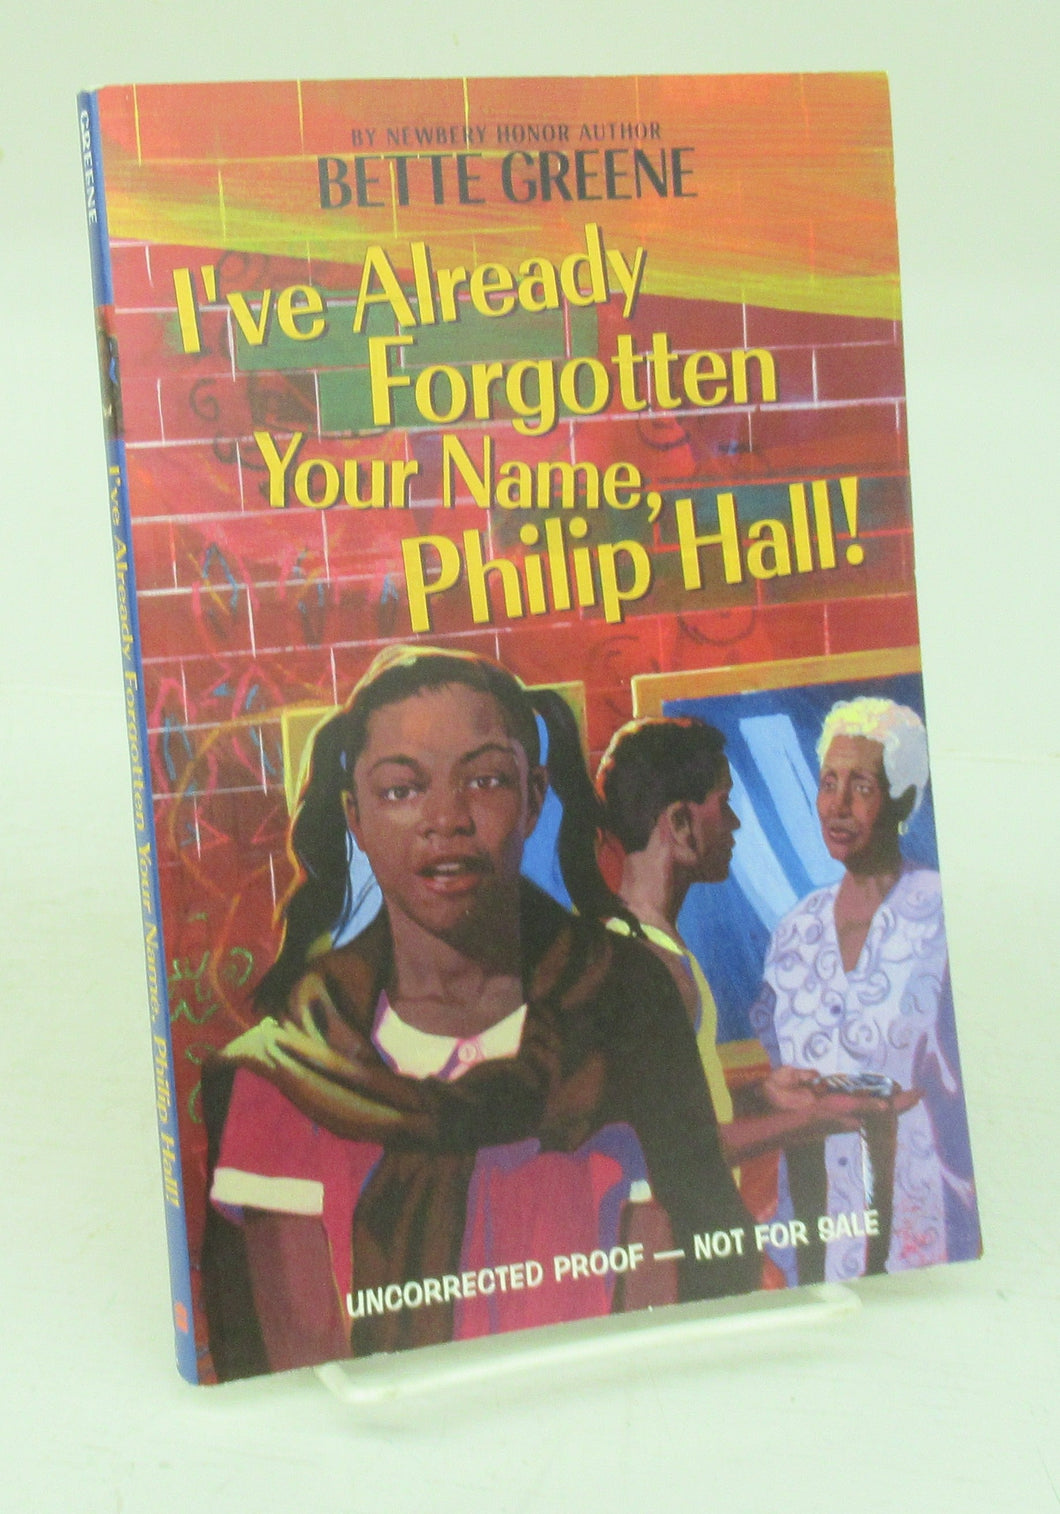 BY NEWBERY HONOR AUTHOR
BETTE GREENE
I've Already
Forgotten
Your Name,
Philip Hall!
UNCORRECTED PROOF — NOT FOR SALE
GREENE
I've Already Forgotten Your Name, Philip Hall!